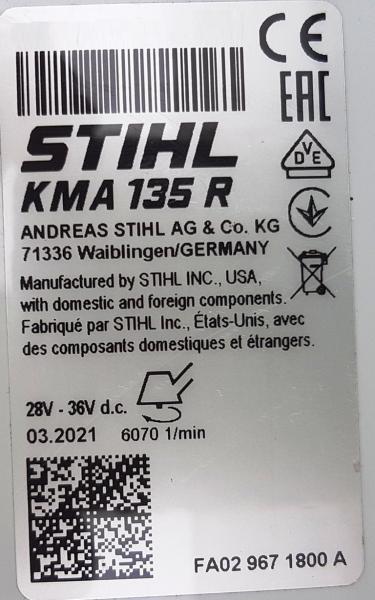 CE
EAC
STIHL
KMA 135 R
DVE
ANDREAS STIHL AG & Co. KG
71336 Waiblingen/GERMANY
Manufactured by STIHL INC., USA,
with domestic and foreign components.
Fabriqué par STIHL Inc., États-Unis, avec
des composants domestiques et étrangers.
28V - 36V d.c.
03.2021 6070 1/min
FA02 967 1800 A